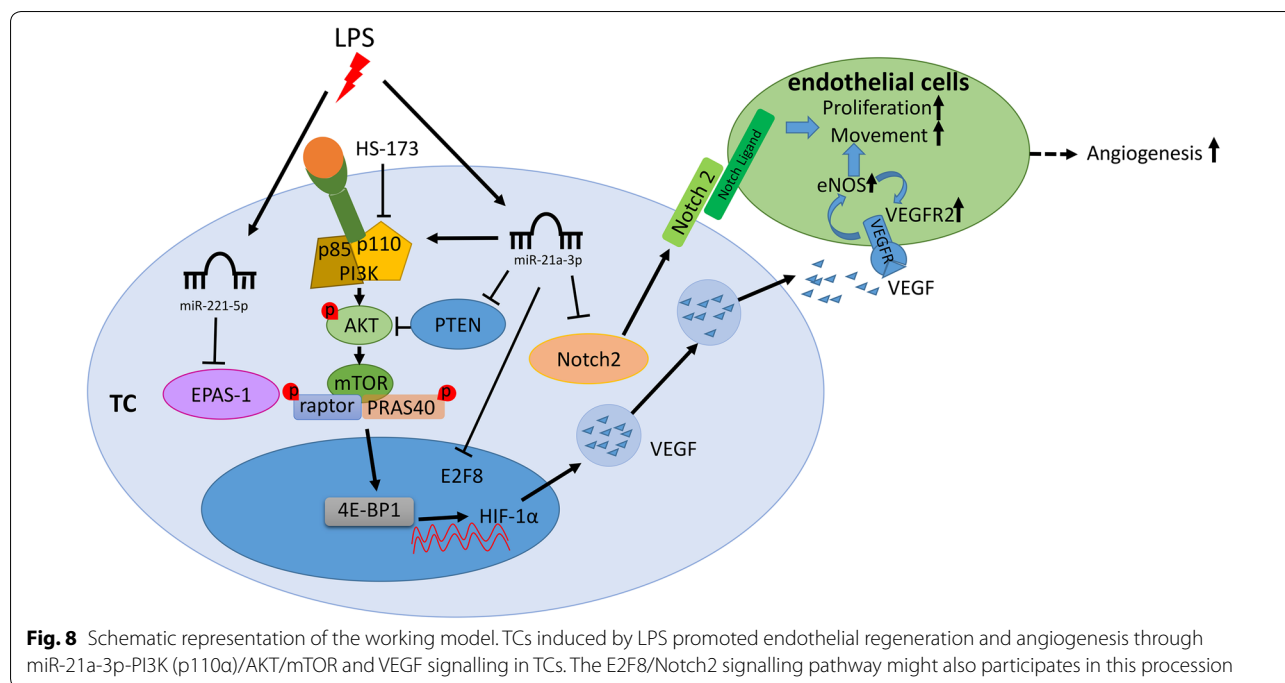 LPS
HS-173
p85
p110
PI3K
miR-21a-3p
miR-221-5p
p
AKT
PTEN
Notch2
EPAS-1
p
mTOR
p
raptor
PRAS40
TC
E2F8
4E-BP1
HIF-1α
VEGF
Notch 2
Notch Ligand
endothelial cells
Proliferation
Movement
eNOS
VEGFR2
VEGFR
VEGF
Angiogenesis
Fig. 8 Schematic representation of the working model. TCs induced by LPS promoted endothelial regeneration and angiogenesis through
miR-21a-3p-PI3K (p110α)/AKT/mTOR and VEGF signalling in TCs. The E2F8/Notch2 signalling pathway might also participates in this procession